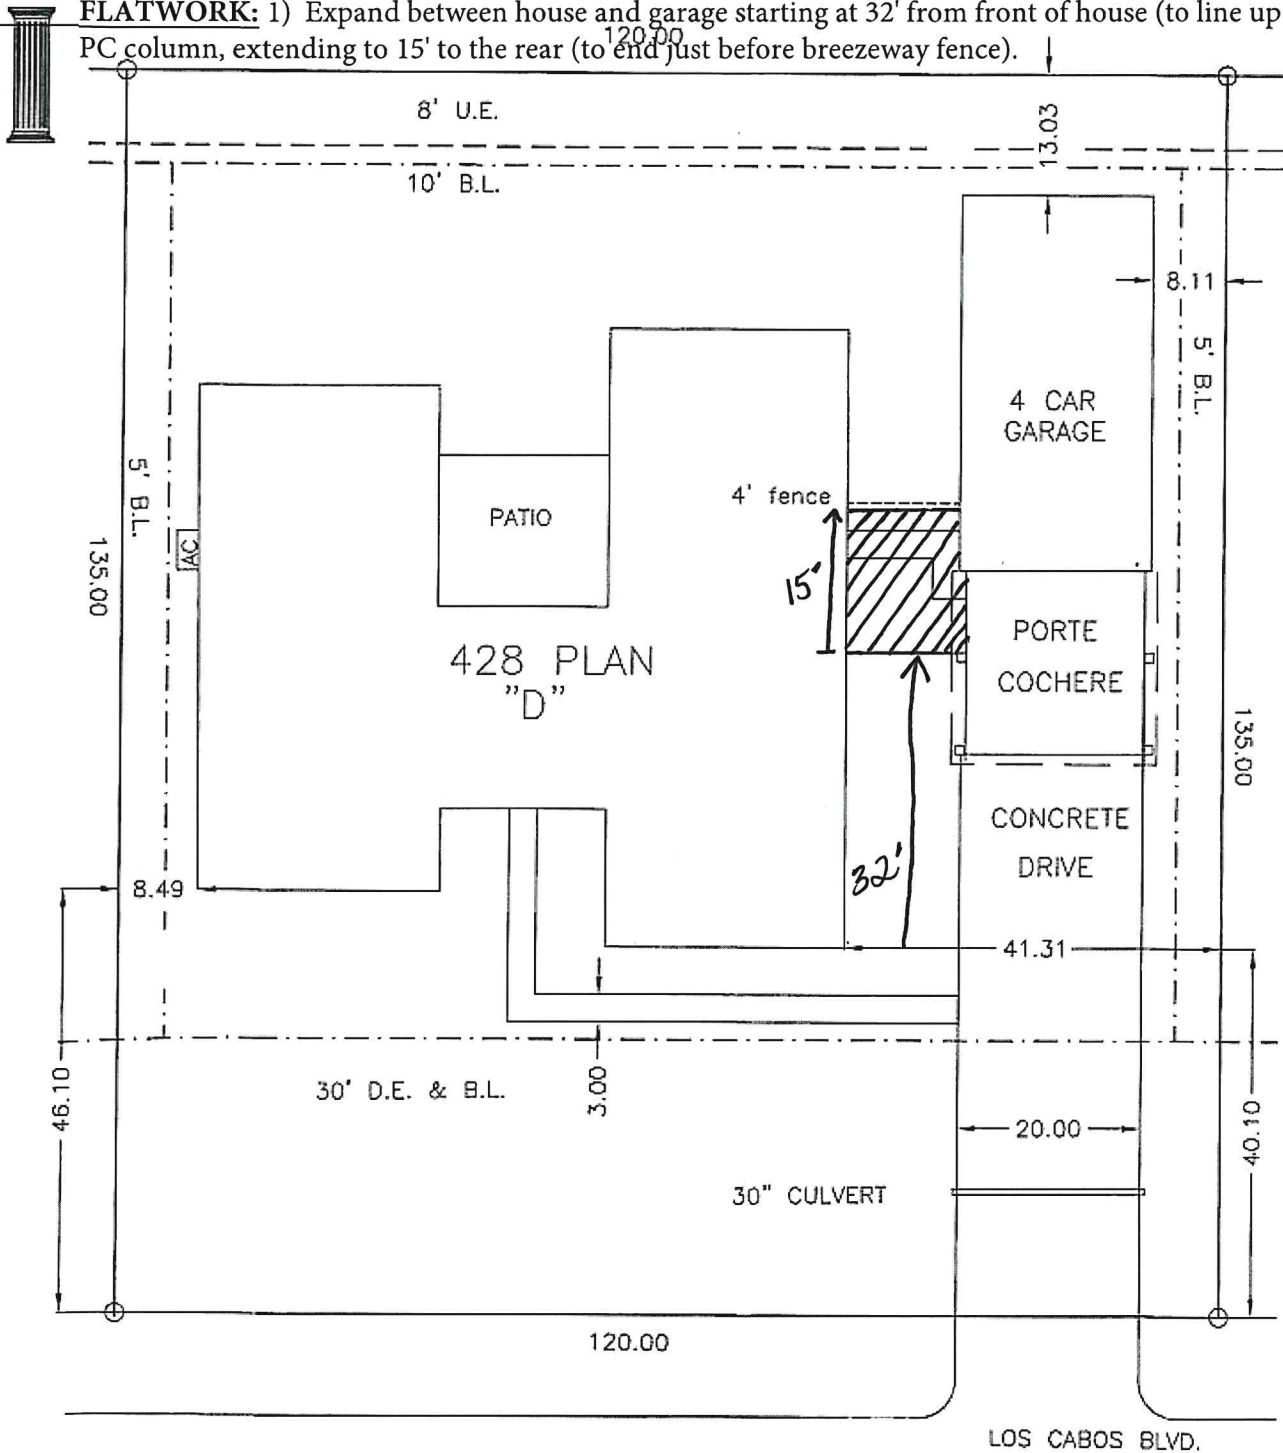 FLATWORK: 1) Expand between house and garage starting at 32' from front of house (to line up
PC column, extending to 15' to the rear (to end just before breezeway fence).
120.00
8' U.E.
13.03
10' B.L.
8.11
5' B.L.
4 CAR
GARAGE
5' B.L.
4' fence
PATIO
AC
135.00
15'
PORTE
COCHERE
428 PLAN
"D"
135.00
CONCRETE
DRIVE
32'
8.49
41.31
30' D.E. & B.L.
3.00
46.10
20.00
40.10
30" CULVERT
120.00
LOS CABOS BLVD.